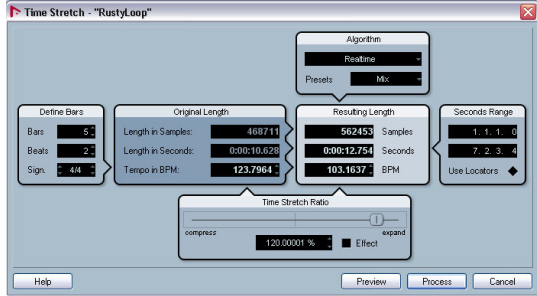 Time Stretch - "RustyLoop"
Algorithm
Realtime
Presets Mix
Define Bars
Bars 5
Beats 2
Sign. 4/4
Original Length
Length in Samples: 468711
Length in Seconds: 0:00:10.628
Tempo in BPM: 123.7964
Resulting Length
562453 Samples
0:00:12.754 Seconds
103.1637 BPM
Seconds Range
1. 1. 1. 0
7. 2. 3. 4
Use Locators
Time Stretch Ratio
compress expand
120.00001 % Effect
Help Preview Process Cancel